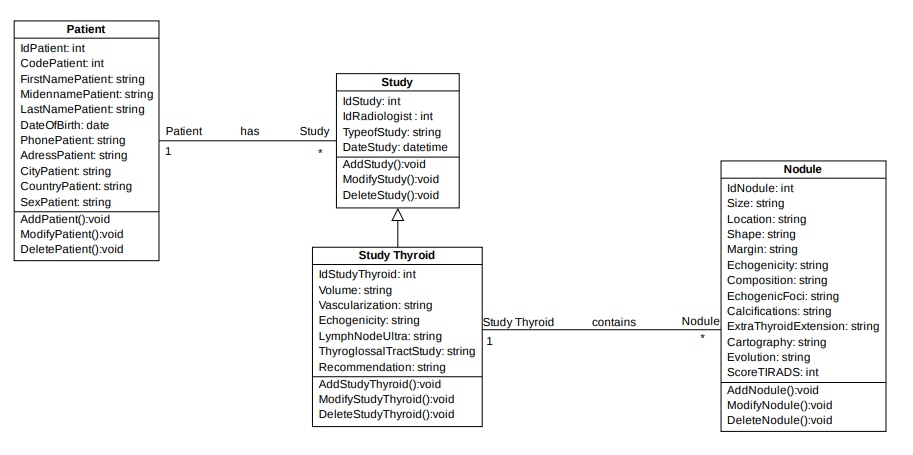 Patient
IdPatient: int
CodePatient: int
FirstNamePatient: string
MidennamePatient: string
LastNamePatient: string
DateOfBirth: date
PhonePatient: string
AdressPatient: string
CityPatient: string
CountryPatient: string
SexPatient: string
AddPatient():void
ModifyPatient():void
DeletePatient():void
Patient has Study
1 *
Study
IdStudy: int
IdRadiologist : int
TypeofStudy: string
DateStudy: datetime
AddStudy():void
ModifyStudy():void
DeleteStudy():void
Study Thyroid
IdStudyThyroid: int
Volume: string
Vascularization: string
Echogenicity: string
LymphNodeUltra: string
ThyroglossalTractStudy: string
Recommendation: string
AddStudyThyroid():void
ModifyStudyThyroid():void
DeleteStudyThyroid():void
Study Thyroid contains Nodule
1 *
Nodule
IdNodule: int
Size: string
Location: string
Shape: string
Margin: string
Echogenicity: string
Composition: string
EchogenicFoci: string
Calcifications: string
ExtraThyroidExtension: string
Cartography: string
Evolution: string
ScoreTIRADS: int
AddNodule():void
ModifyNodule():void
DeleteNodule():void